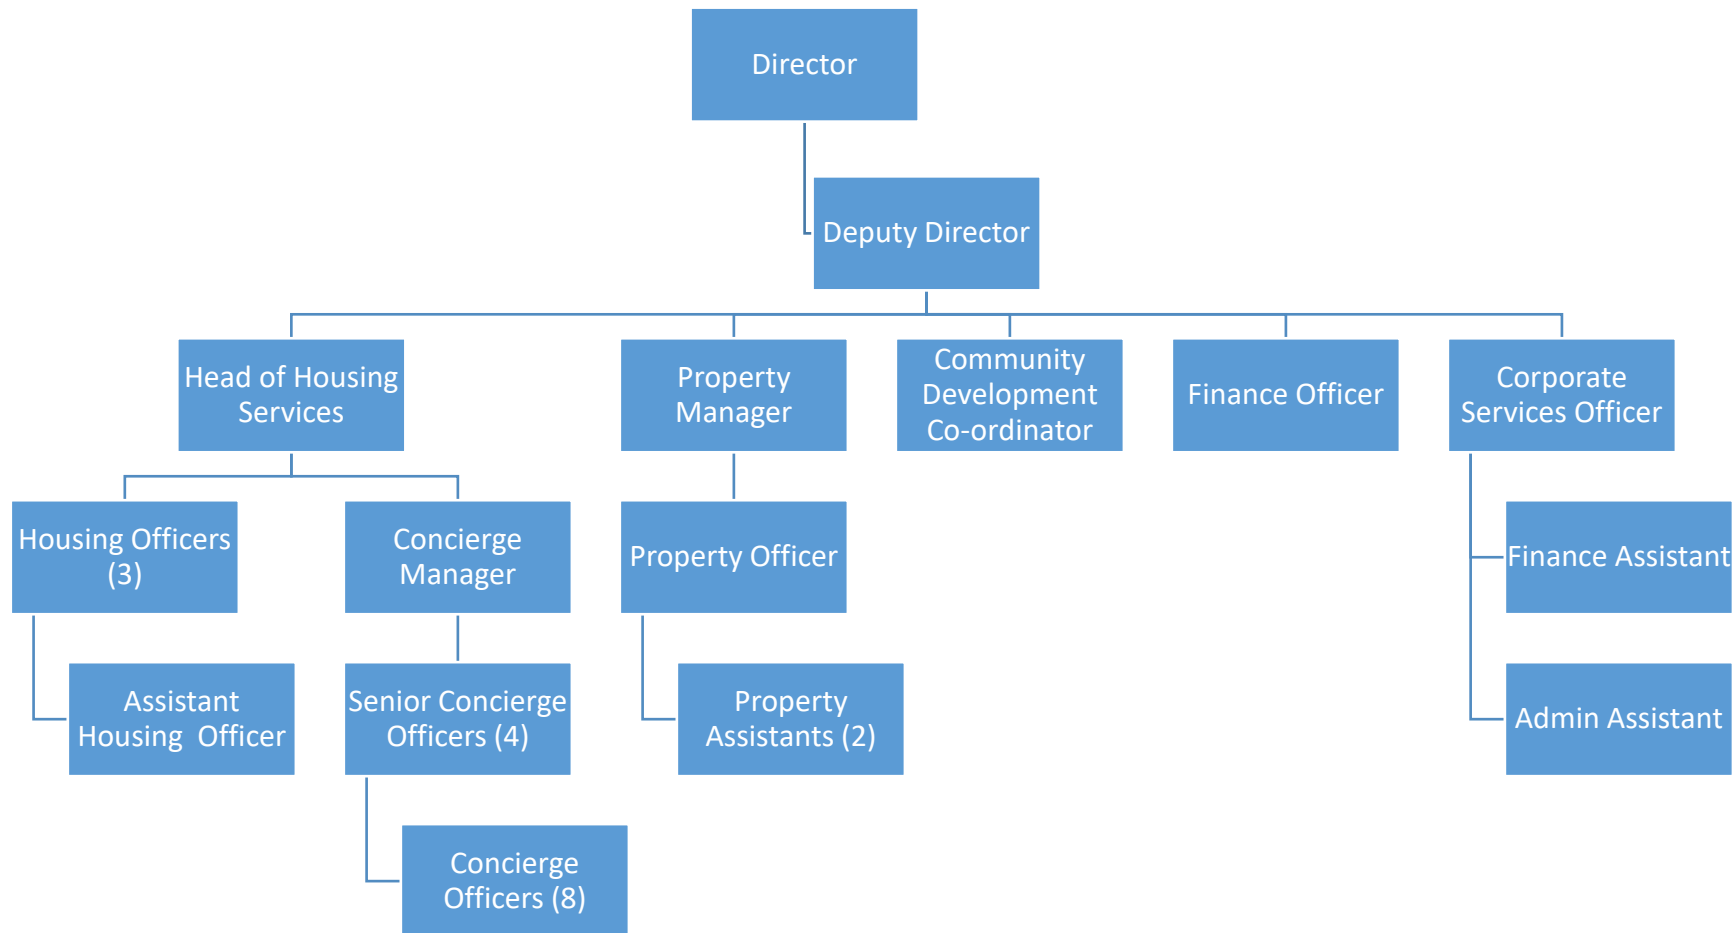 Director
Deputy Director
Head of Housing
Services
Property
Manager
Community
Development
Co-ordinator
Finance Officer
Corporate
Services Officer
Housing Officers
(3)
Concierge
Manager
Property Officer
Finance Assistant
Assistant
Housing  Officer
Senior Concierge
Officers (4)
Property
Assistants (2)
Admin Assistant
Concierge
Officers (8)